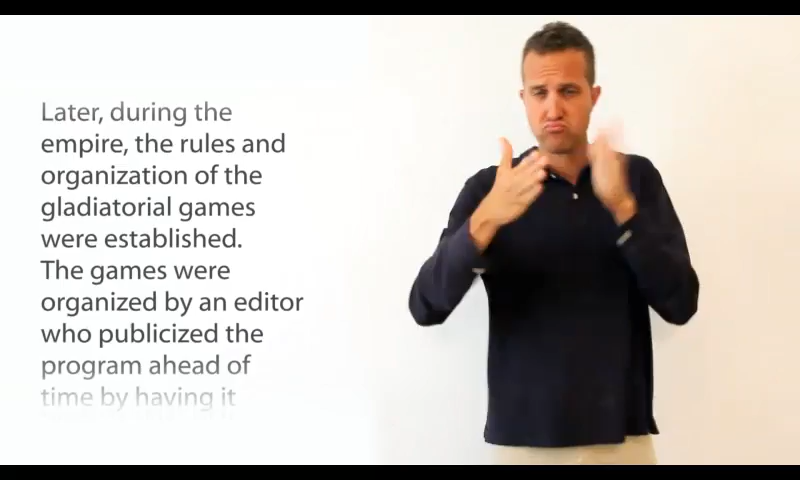 Later, during the
empire, the rules and
organization of the
gladiatorial games
were established.
The games were
organized by an editor
who publicized the
program ahead of
time by having it